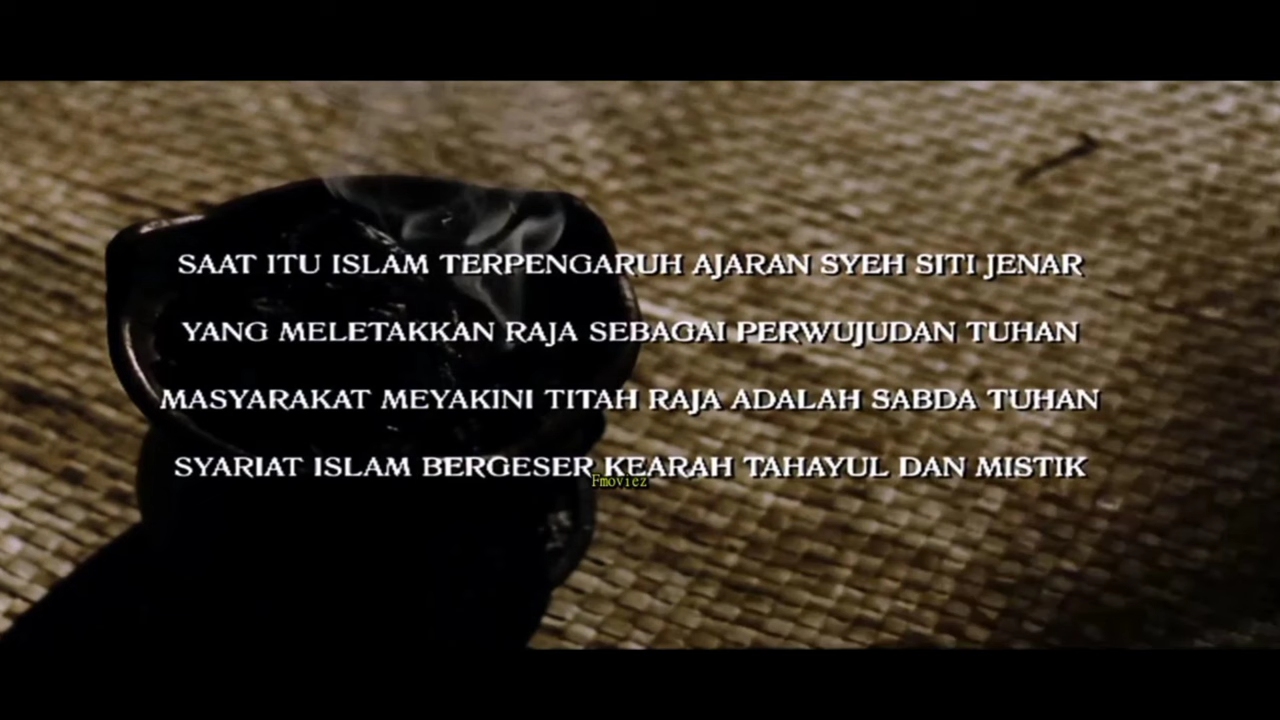 SAAT ITU ISLAM TERPENGARUH AJARAN SYEH SITI JENAR
YANG MELETAKKAN RAJA SEBAGAI PERWUJUDAN TUHAN
MASYARAKAT MEYAKINI TITAH RAJA ADALAH SABDA TUHAN
SYARIAT ISLAM BERGESER KEARAH TAHAYUL DAN MISTIK
Fmoviez